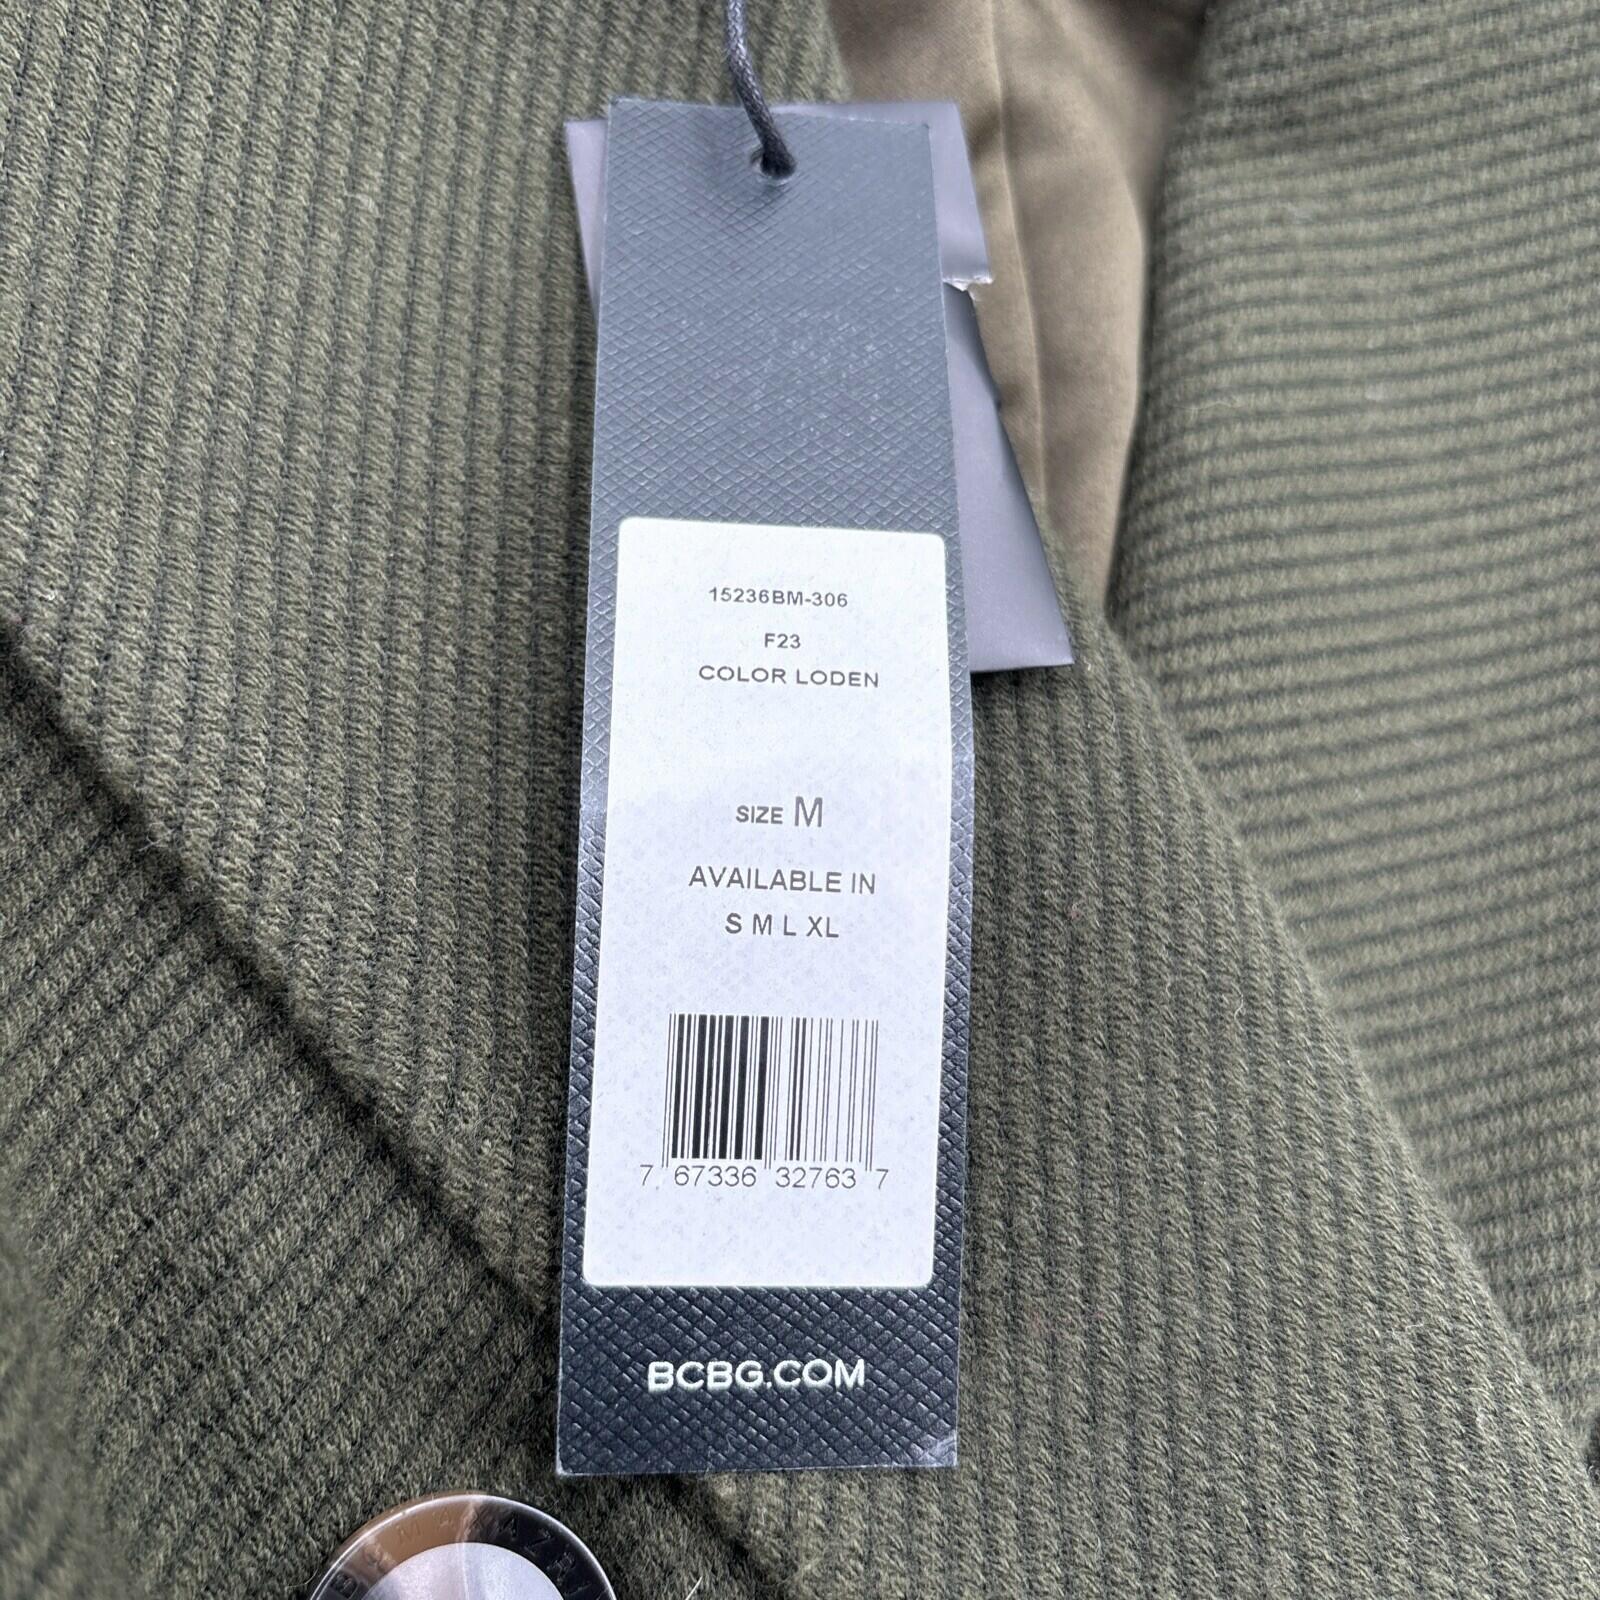 15236BM-306
F23
COLOR LODEN
SIZE M
AVAILABLE IN
S M L XL
7 67336 32763 7
BCBG.COM